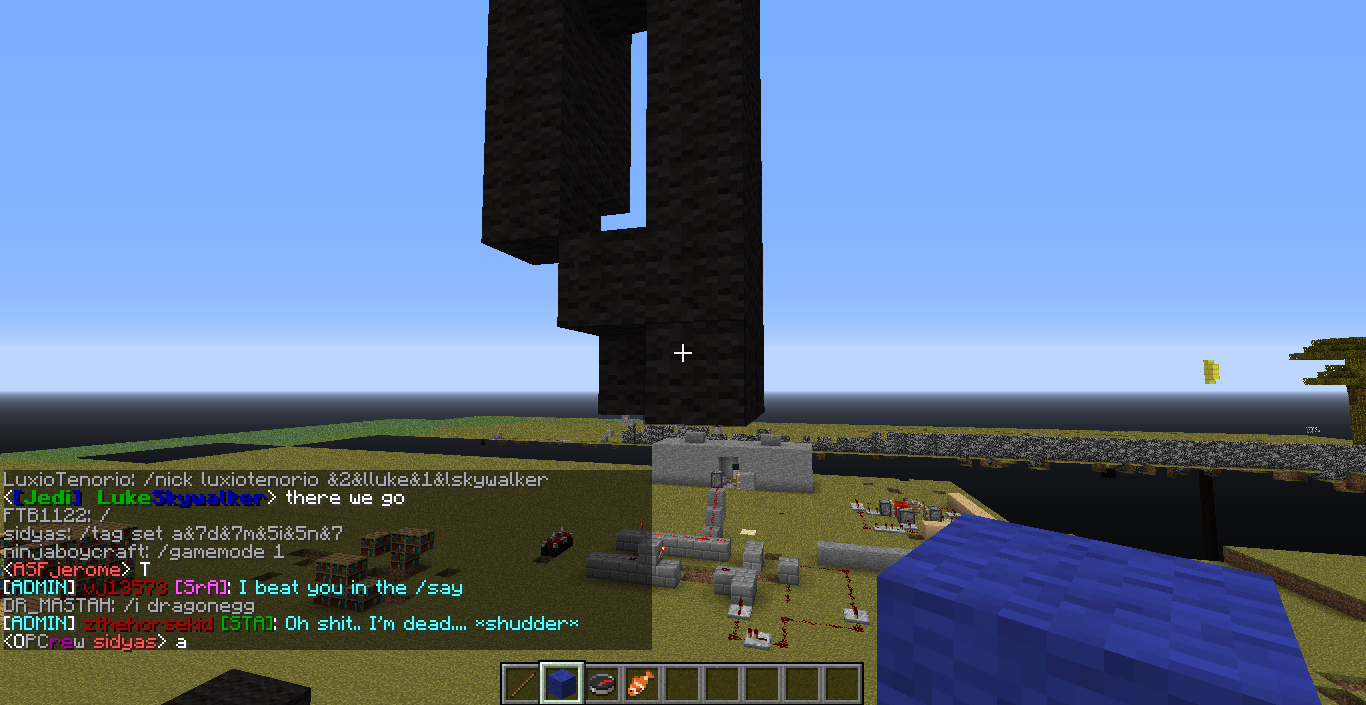 LuxioTenorio: /nick luxiotenorio &2&lluke&1&lskywalker
<[Jedi] LukeSkywalker> there we go
FTB1122: /
sidyas: /tag set a&7d&7m&5i&5n&7
ninjaboycraft: /gamemode 1
<ASFjerome> T
[ADMIN] wj13573 [SrA]: I beat you in the /say
DR_MASTAH: /i dragonegg
[ADMIN] zthehorsekid [STA]: Oh shit.. I'm dead.... *shudder*
<OPCrew sidyas> a